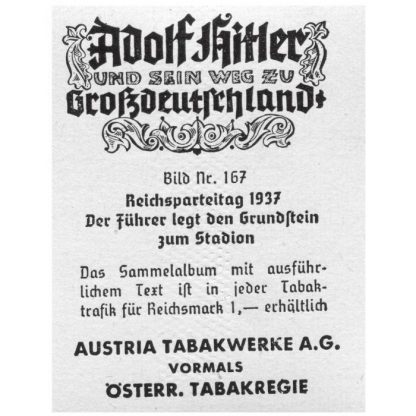 Adolf Hitler
UND SEIN WEG ZU
Großdeutschland
Bild Nr. 167
Reichsparteitag 1937
Der Führer legt den Grundstein
zum Stadion
Das Sammelalbum mit ausführ-
lichem Text ist in jeder Tabak-
trafik für Reichsmark 1,— erhältlich
AUSTRIA TABAKWERKE A.G.
VORMALS
ÖSTERR. TABAKREGIE